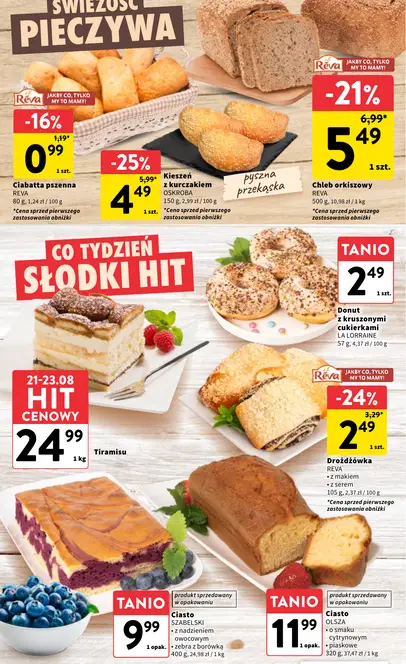 ŚWIEŻOŚĆ
PIECZYWA
Réva JAKBY CO, TYLKO MY TO MAMY!
-16%
1,19*
0 99
1 szt.
Ciabatta pszenna
REVA
80 g, 1,24 zł / 100 g
*Cena sprzed pierwszego
zastosowania obniżki
-25%
5,99*
4 49
1 szt.
Kieszeń
z kurczakiem
OSKROBA
150 g, 2,99 zł / 100 g
*Cena sprzed pierwszego
zastosowania obniżki
pyszna
przekąska
Réva JAKBY CO, TYLKO MY TO MAMY!
-21%
6,99*
5 49
1 szt.
Chleb orkiszowy
REVA
500 g, 10,98 zł / 1 kg
*Cena sprzed pierwszego
zastosowania obniżki
CO TYDZIEŃ
SŁODKI HIT
TANIO
2 49
1 szt.
Donut
z kruszonymi
cukierkami
LA LORRAINE
57 g, 4,37 zł / 100 g
21-23.08
HIT
CENOWY
24 99
1 kg
Tiramisu
Réva JAKBY CO, TYLKO MY TO MAMY!
-24%
3,29*
2 49
1 szt.
Drożdżówka
REVA
• z makiem
• z serem
105 g, 2,37 zł / 100 g
*Cena sprzed pierwszego
zastosowania obniżki
produkt sprzedawany
w opakowaniu
TANIO
9 99
1 opak.
Ciasto
SZABELSKI
• z nadzieniem
owocowym
• zebra z borówką
400 g, 24,98 zł / 1 kg
produkt sprzedawany
w opakowaniu
TANIO
11 99
1 opak.
Ciasto
OLSZA
• o smaku
cytrynowym
• piaskowe
320 g, 37,47 zł / 1 kg